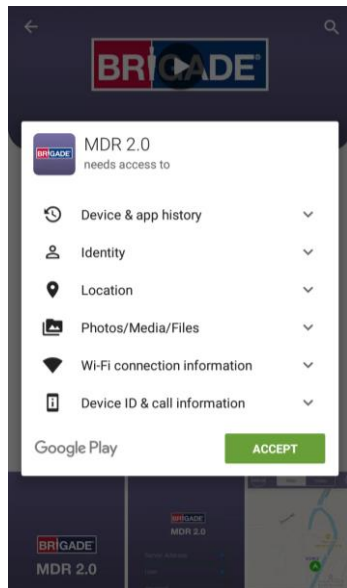 BRIGADE
BRIGADE
MDR 2.0
needs access to
Device & app history
Identity
Location
Photos/Media/Files
Wi-Fi connection information
Device ID & call information
Google Play
ACCEPT
BRIGADE
MDR 2.0
BRIGADE
MDR 2.0